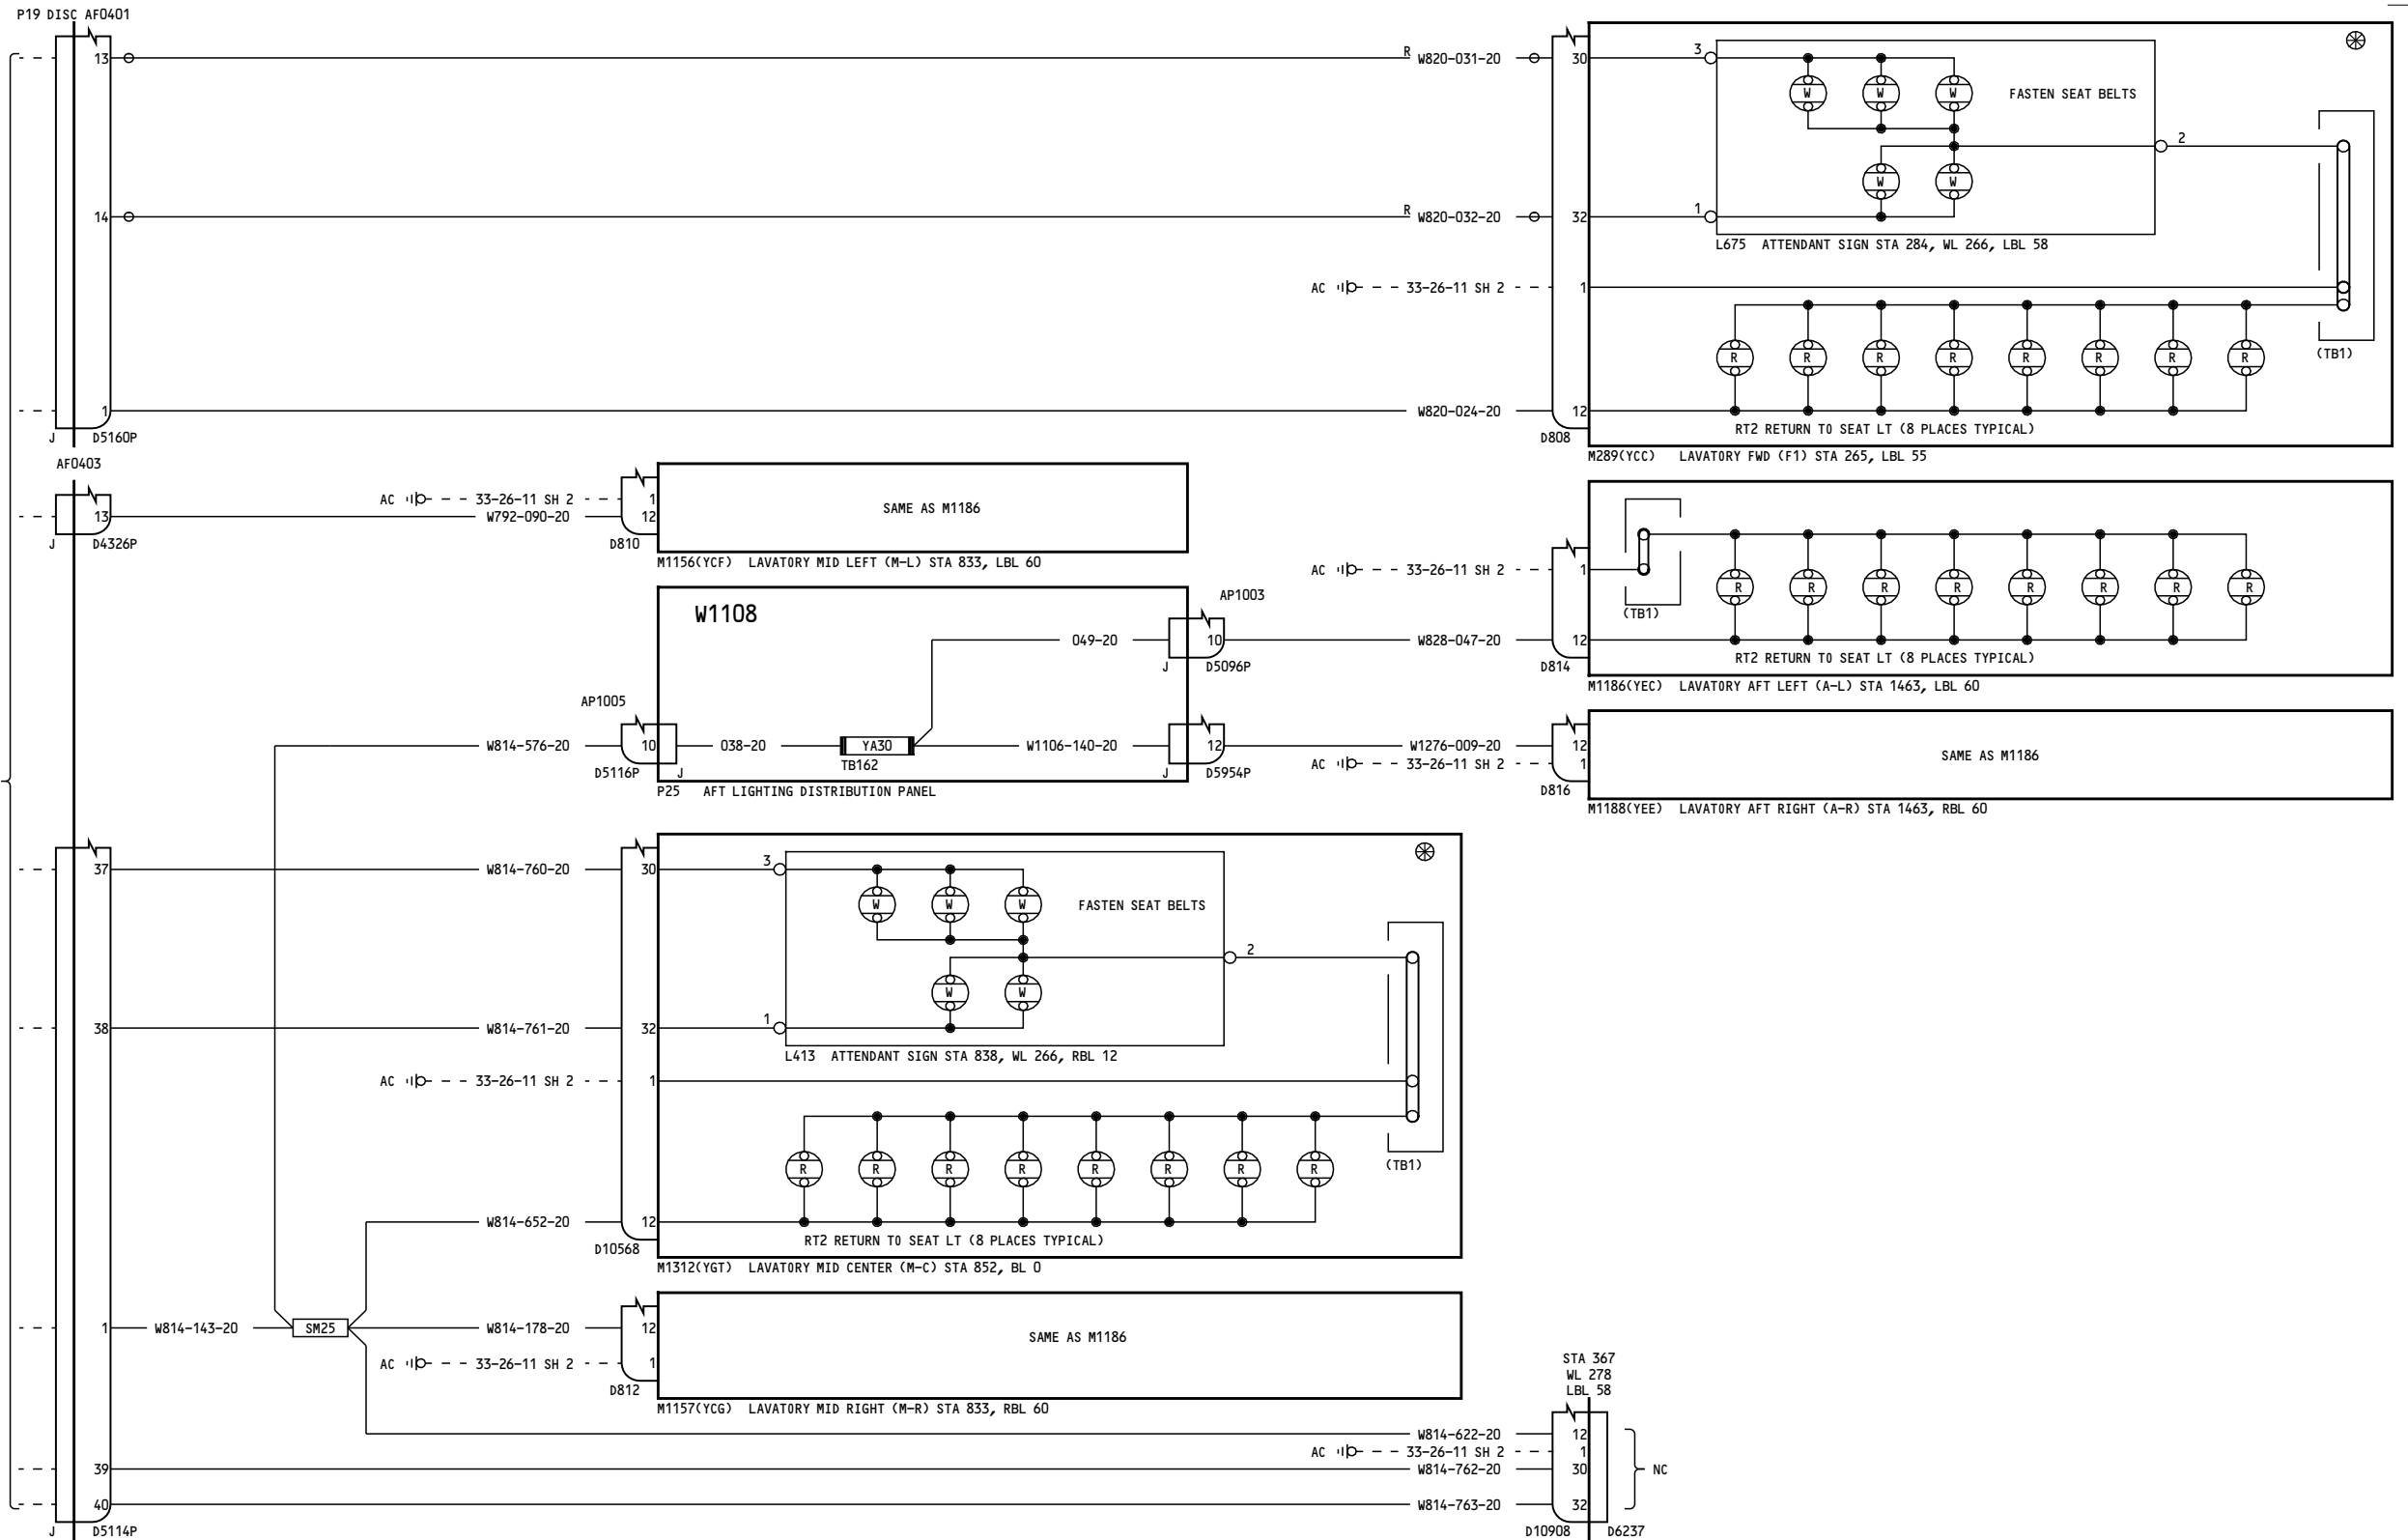 P19 DISC AF0401
13
R W820-031-20
30
3
W W W
FASTEN SEAT BELTS
2
W W
14
R W820-032-20
32
1
L675 ATTENDANT SIGN STA 284, WL 266, LBL 58
AC 33-26-11 SH 2
1
R R R R R R R R
(TB1)
1
W820-024-20
12
RT2 RETURN TO SEAT LT (8 PLACES TYPICAL)
J D5160P
D808
M289(YCC) LAVATORY FWD (F1) STA 265, LBL 55
AF0403
AC 33-26-11 SH 2
1
13
W792-090-20
12
SAME AS M1186
J D4326P
D810
M1156(YCF) LAVATORY MID LEFT (M-L) STA 833, LBL 60
AC 33-26-11 SH 2
1
(TB1)
R R R R R R R R
W1108
AP1003
049-20
10
W828-047-20
12
RT2 RETURN TO SEAT LT (8 PLACES TYPICAL)
J D5096P
D814
M1186(YEC) LAVATORY AFT LEFT (A-L) STA 1463, LBL 60
AP1005
W814-576-20
10
038-20
YA30
W1106-140-20
12
W1276-009-20
12
SAME AS M1186
TB162
AC 33-26-11 SH 2
1
D5116P J
J D5954P
D816
P25 AFT LIGHTING DISTRIBUTION PANEL
M1188(YEE) LAVATORY AFT RIGHT (A-R) STA 1463, RBL 60
37
W814-760-20
30
3
W W W
FASTEN SEAT BELTS
2
W W
38
W814-761-20
32
1
L413 ATTENDANT SIGN STA 838, WL 266, RBL 12
AC 33-26-11 SH 2
1
R R R R R R R R
(TB1)
W814-652-20
12
RT2 RETURN TO SEAT LT (8 PLACES TYPICAL)
D10568
M1312(YGT) LAVATORY MID CENTER (M-C) STA 852, BL 0
1
W814-143-20
SM25
W814-178-20
12
SAME AS M1186
AC 33-26-11 SH 2
1
D812
M1157(YCG) LAVATORY MID RIGHT (M-R) STA 833, RBL 60
STA 367
WL 278
LBL 58
W814-622-20
12
AC 33-26-11 SH 2
1
39
W814-762-20
30
NC
40
W814-763-20
32
J D5114P
D10908 D6237